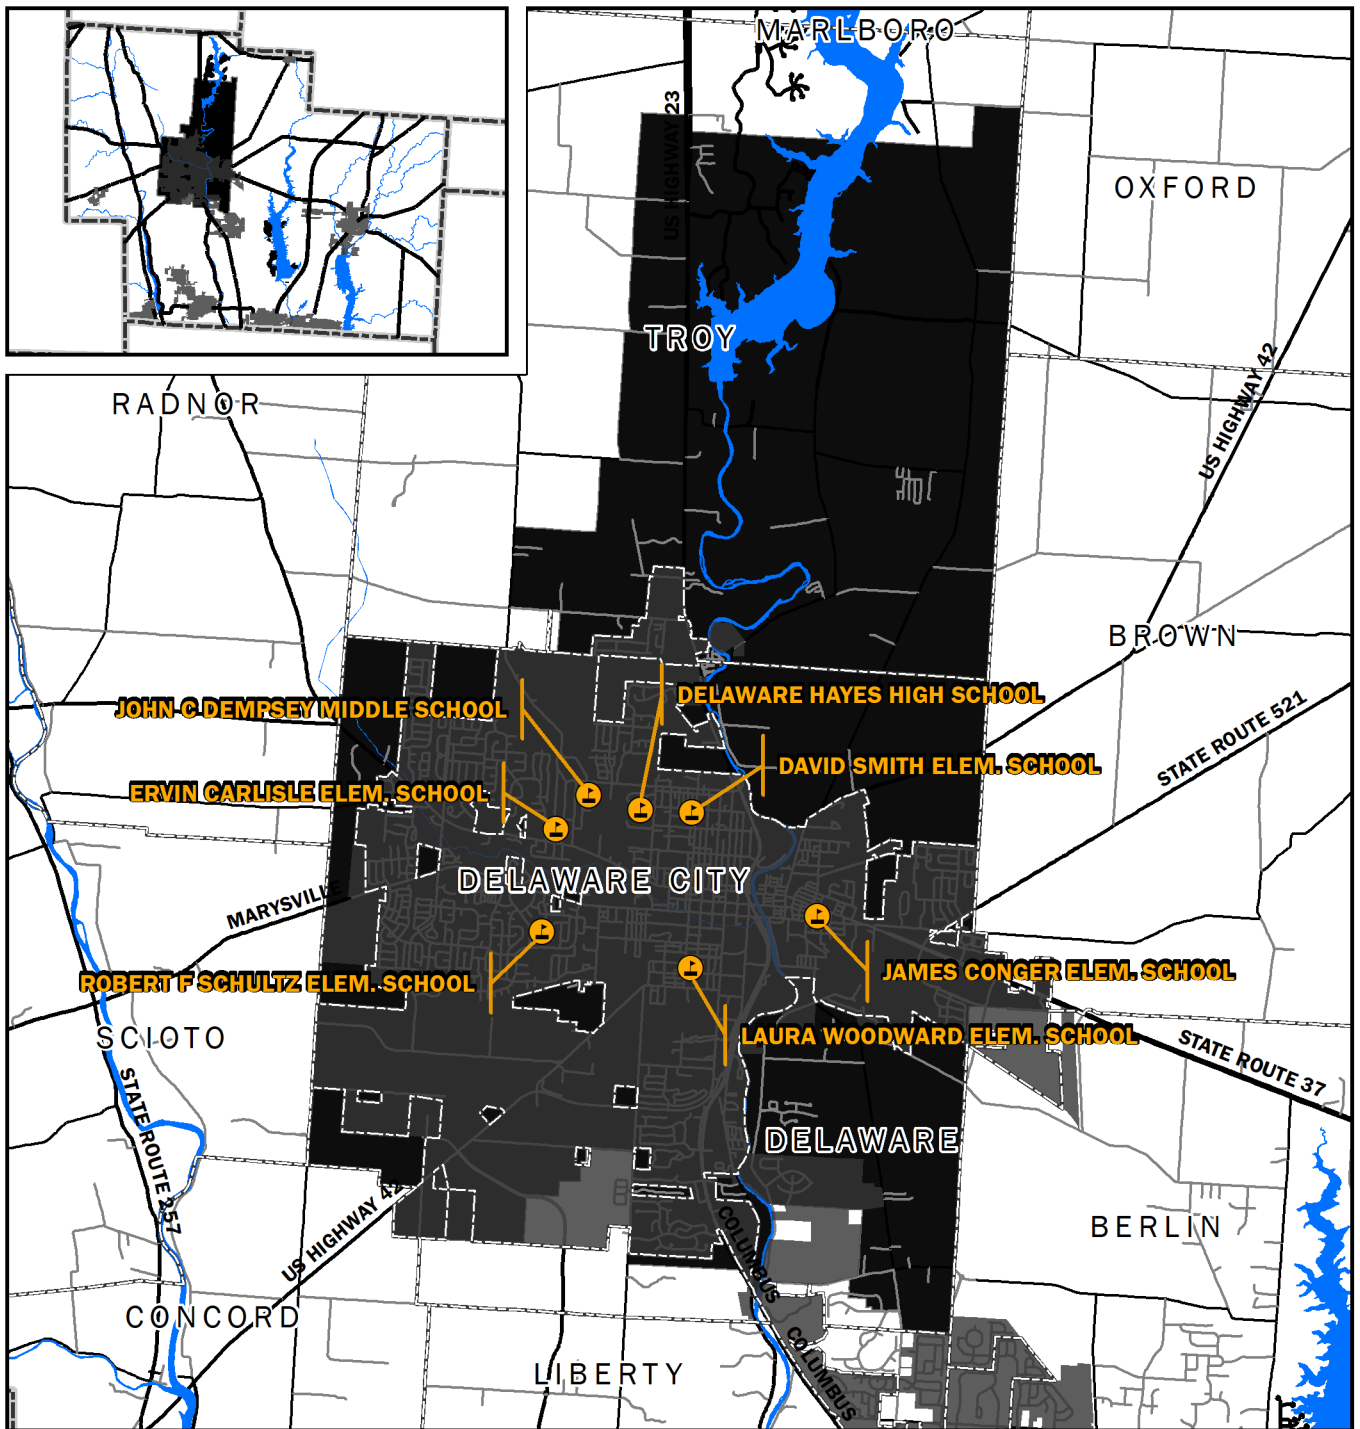 MARLBORO
US HIGHWAY 23
OXFORD
TROY
US HIGHWAY 42
RADNOR
BROWN
STATE ROUTE 521
JOHN C DEMPSEY MIDDLE SCHOOL
DELAWARE HAYES HIGH SCHOOL
DAVID SMITH ELEM. SCHOOL
ERVIN CARLISLE ELEM. SCHOOL
DELAWARE CITY
MARYSVILLE
ROBERT F SCHULTZ ELEM. SCHOOL
JAMES CONGER ELEM. SCHOOL
SCIOTO
LAURA WOODWARD ELEM. SCHOOL
STATE ROUTE 37
STATE ROUTE 257
DELAWARE
US HIGHWAY 42
COLUMBUS
BERLIN
CONCORD
COLUMBUS
LIBERTY